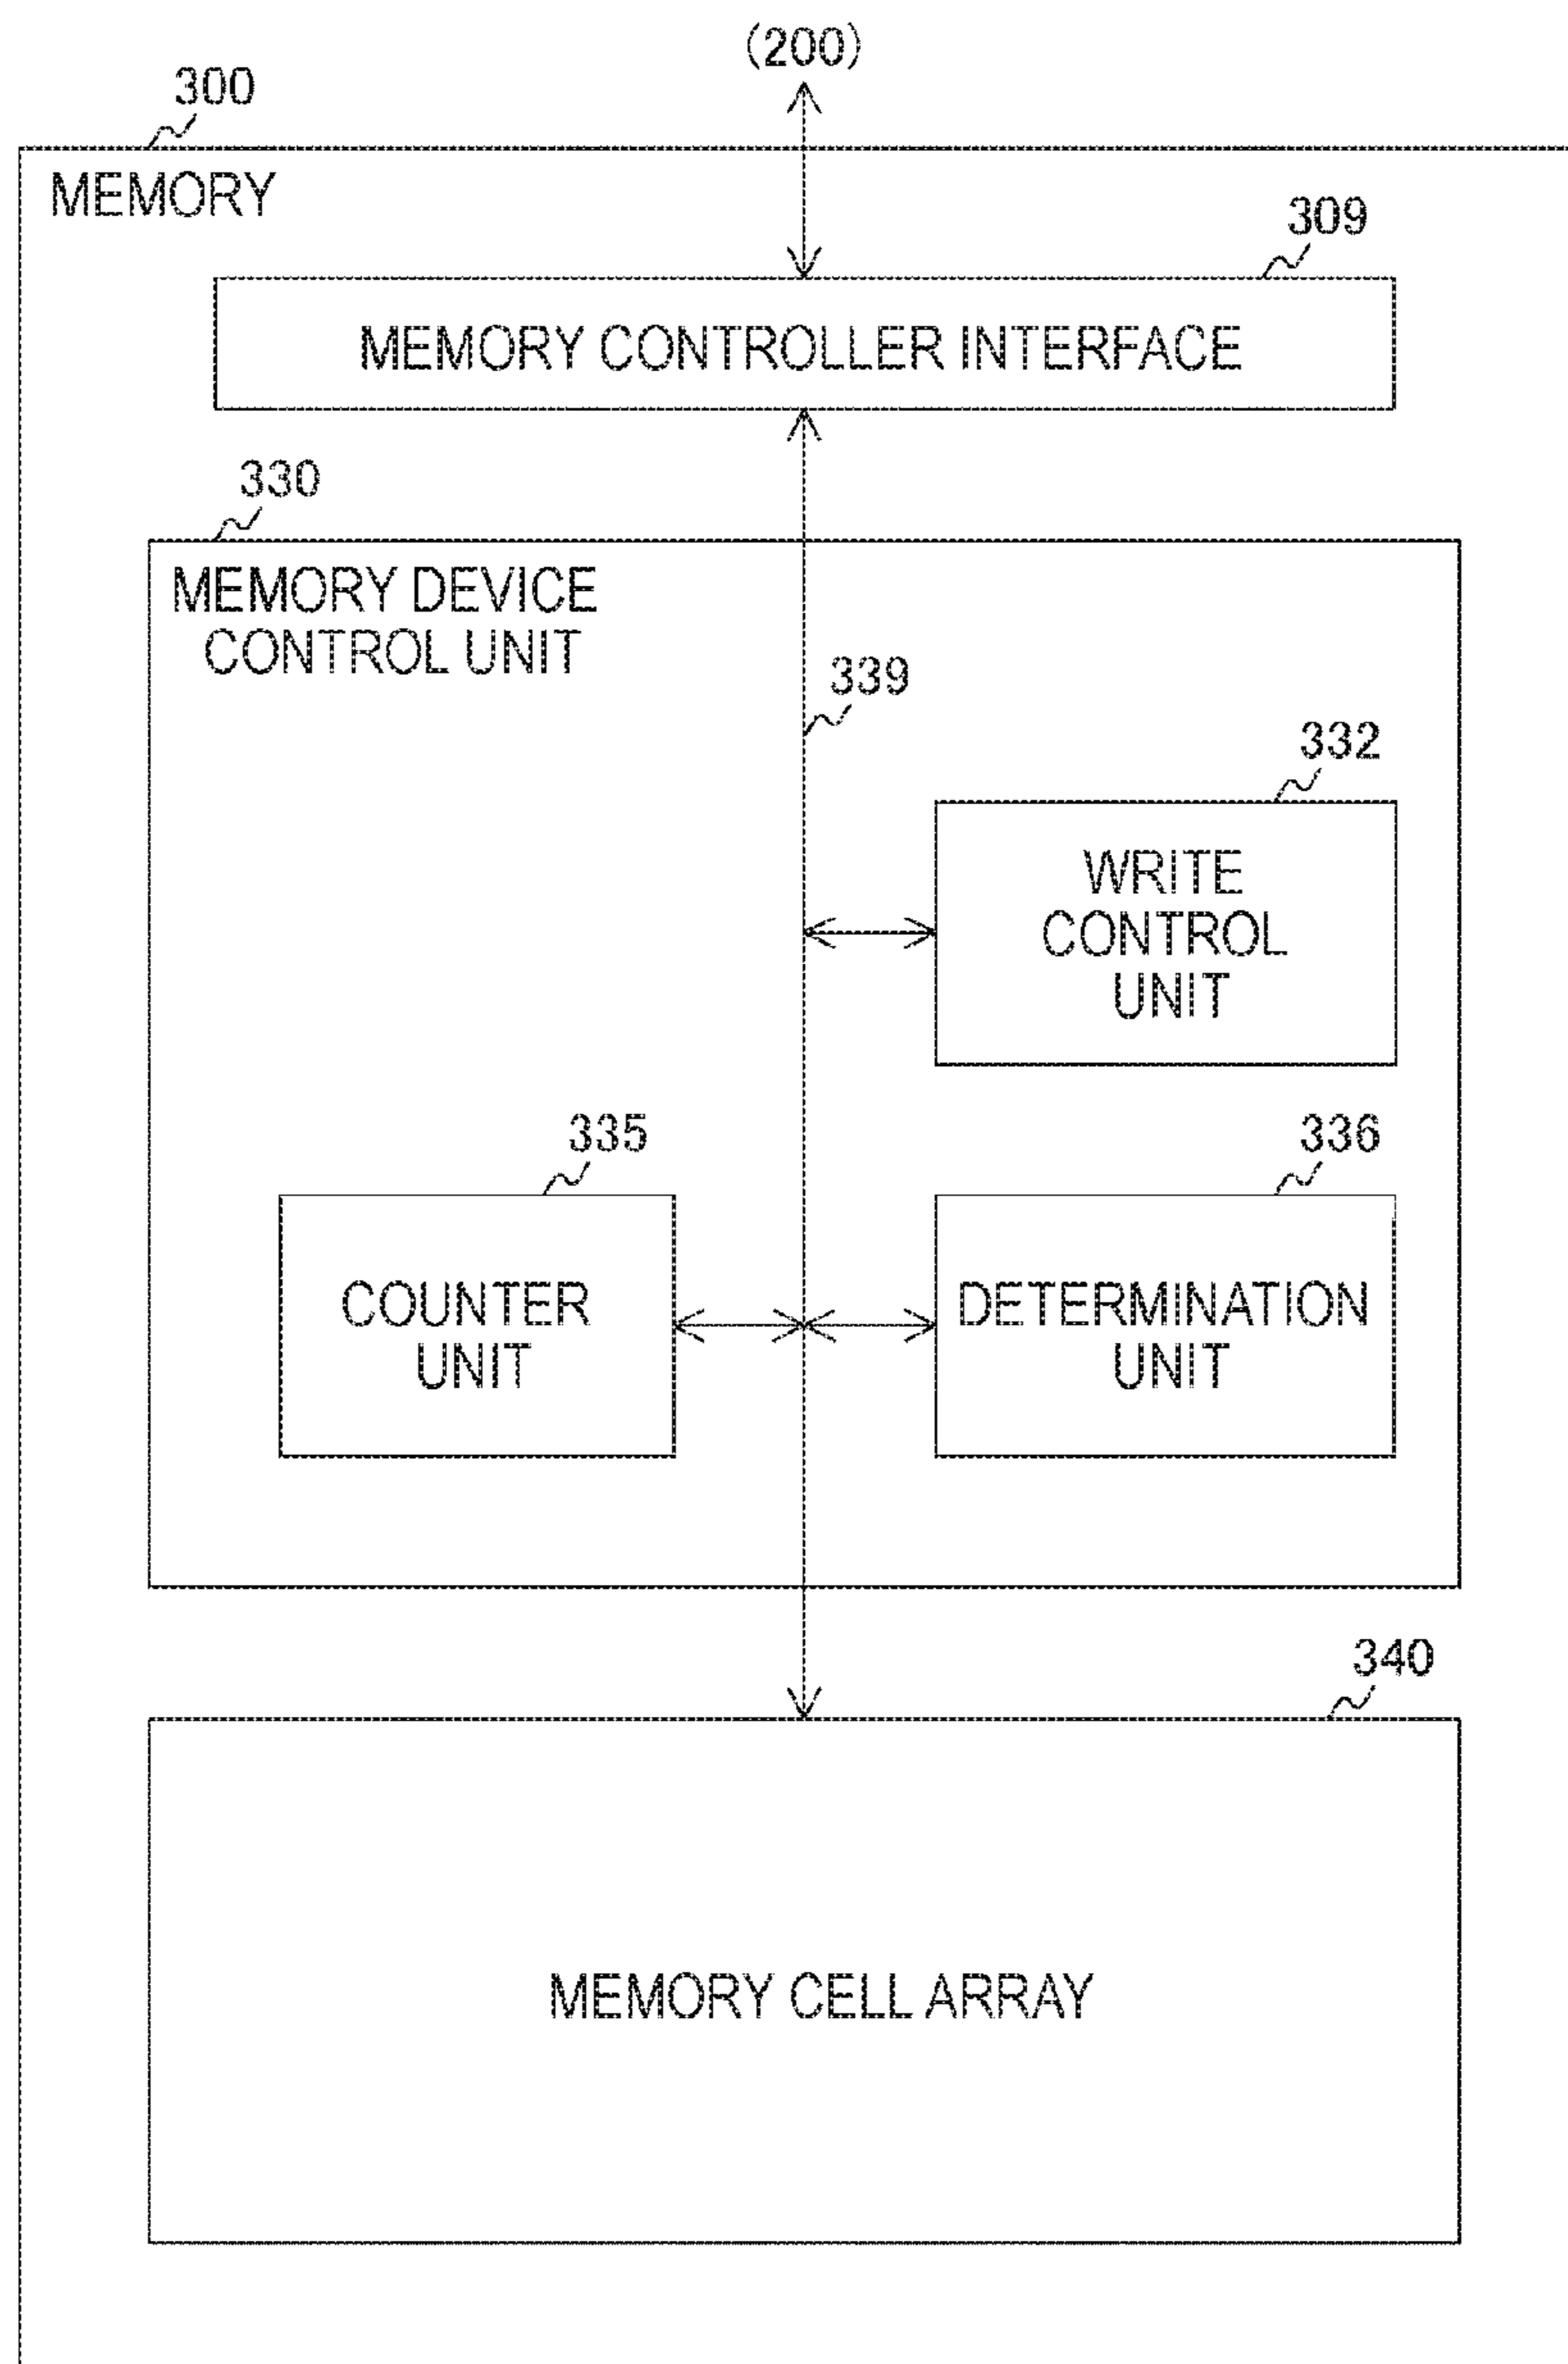 (200)
300
MEMORY
309
MEMORY CONTROLLER INTERFACE
330
MEMORY DEVICE
CONTROL UNIT
339
332
WRITE
CONTROL
UNIT
335
COUNTER
UNIT
336
DETERMINATION
UNIT
340
MEMORY CELL ARRAY